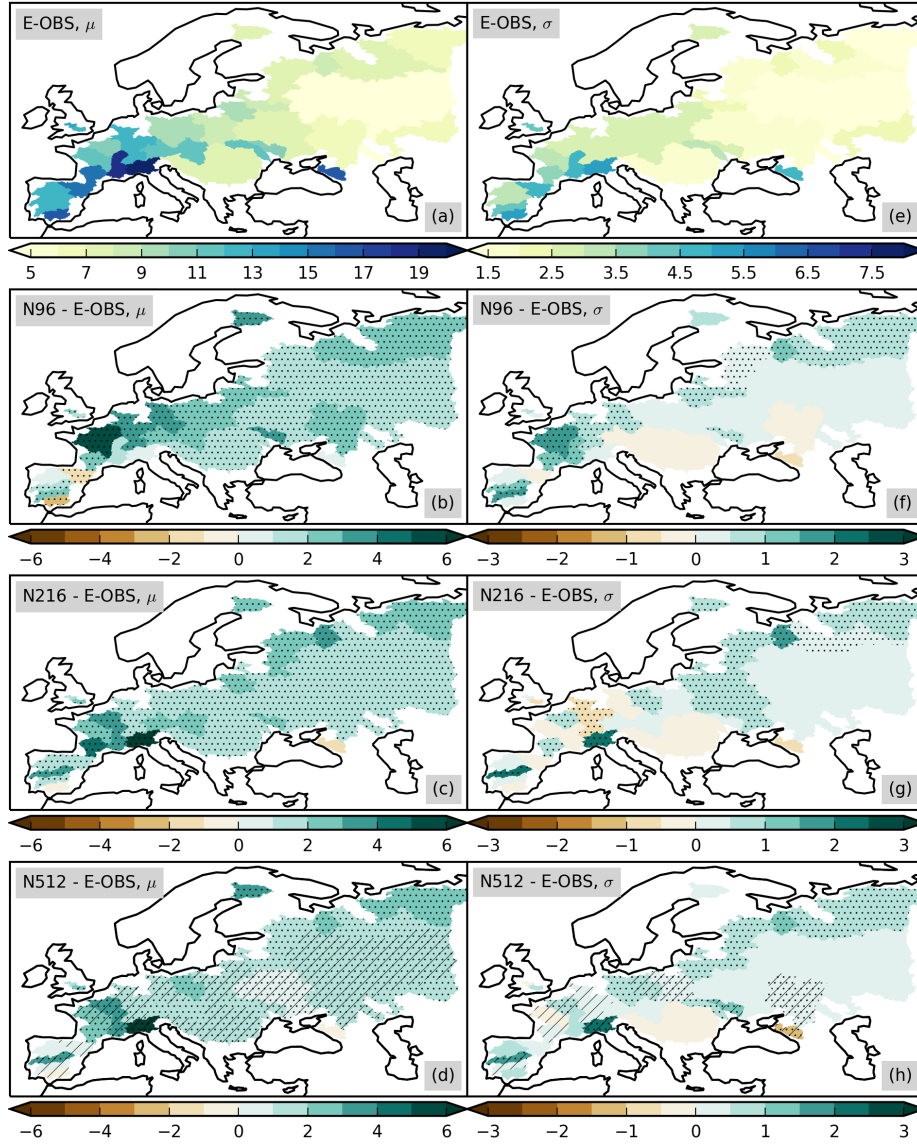 E-OBS, μ
(a)
5 7 9 11 13 15 17 19
E-OBS, σ
(e)
1.5 2.5 3.5 4.5 5.5 6.5 7.5
N96 - E-OBS, μ
(b)
−6 −4 −2 0 2 4 6
N96 - E-OBS, σ
(f)
−3 −2 −1 0 1 2 3
N216 - E-OBS, μ
(c)
−6 −4 −2 0 2 4 6
N216 - E-OBS, σ
(g)
−3 −2 −1 0 1 2 3
N512 - E-OBS, μ
(d)
−6 −4 −2 0 2 4 6
N512 - E-OBS, σ
(h)
−3 −2 −1 0 1 2 3